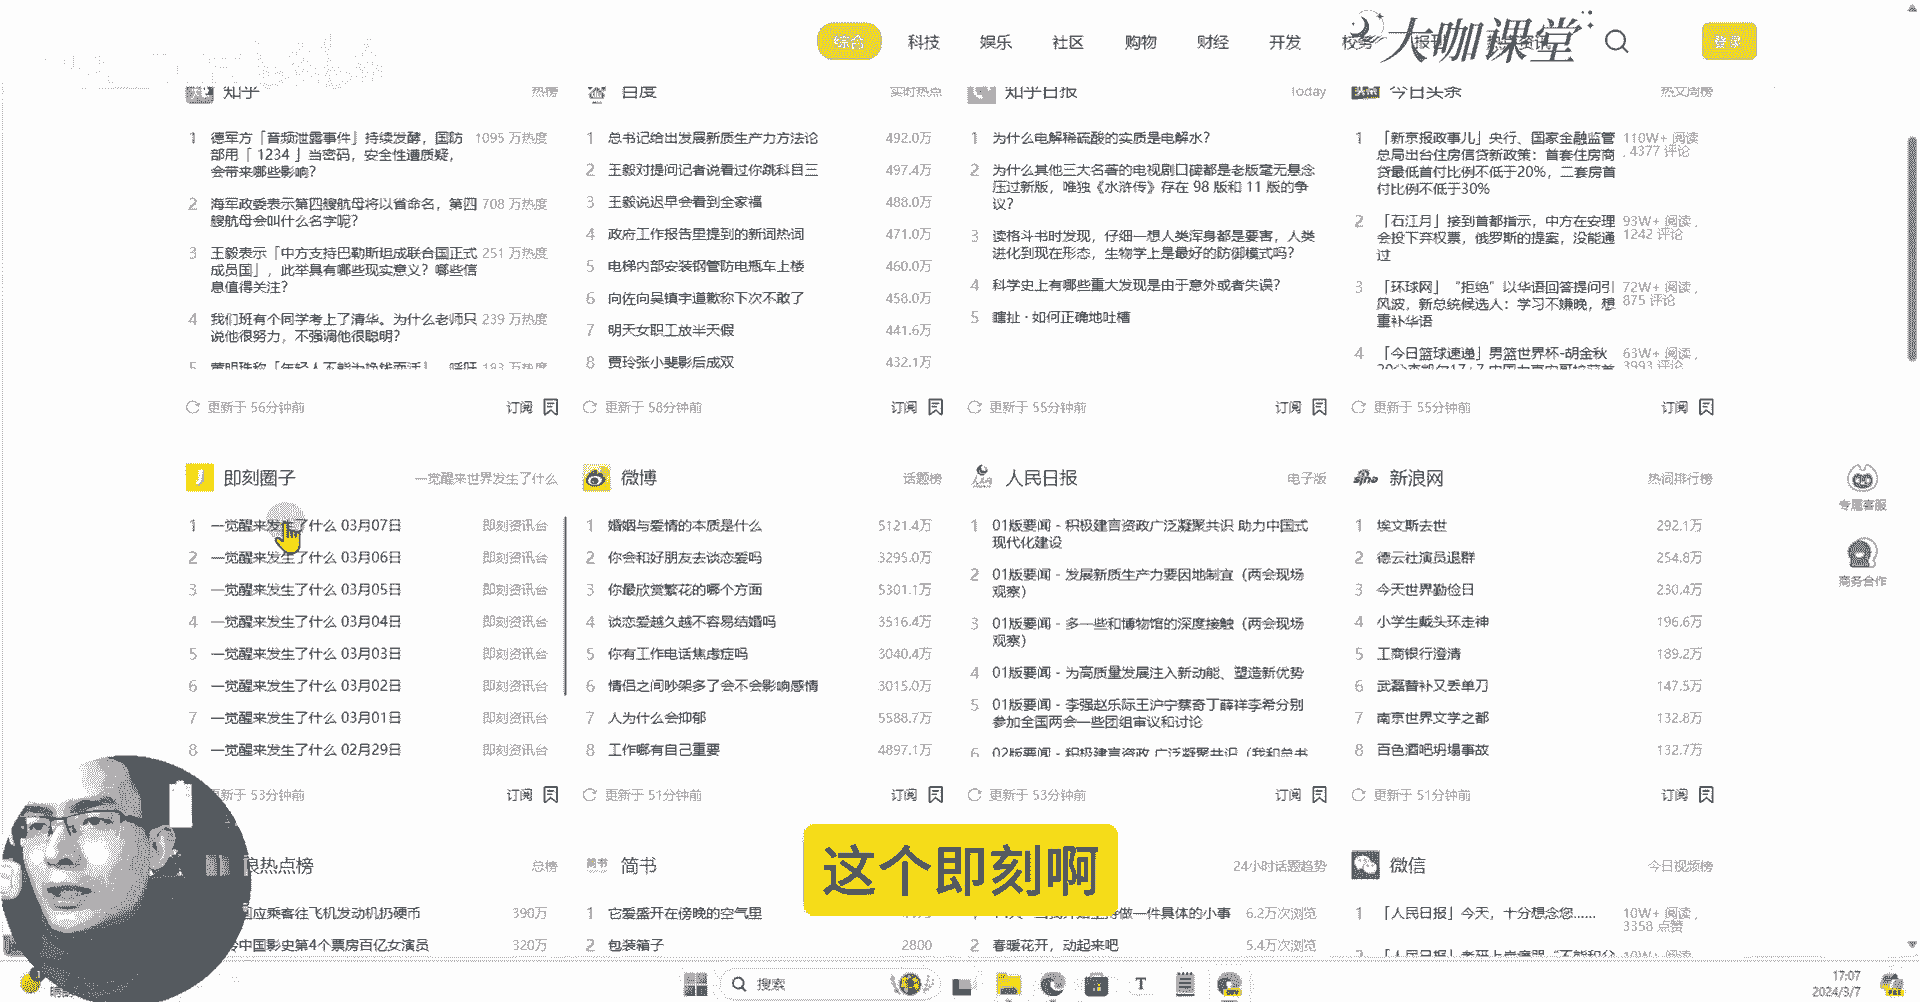 综合 科技 娱乐 社区 购物 财经 开发 校务 报刊 大咖课堂 登录
知乎 热榜
1 德军方「音频泄露事件」持续发酵，国防 1095 万热度
部用「 1234 」当密码，安全性遭质疑，
会带来哪些影响？
2 海军政委表示第四艘航母将以省命名，第四 708 万热度
艘航母会叫什么名字呢？
3 王毅表示「中方支持巴勒斯坦成联合国正式 251 万热度
成员国」，此举具有哪些现实意义？哪些信
息值得关注？
4 我们班有个同学考上了清华。为什么老师只 239 万热度
说他很努力，不强调他很聪明？
更新于 56分钟前 订阅
百度 实时热点
1 总书记给出发展新质生产力方法论 492.0万
2 王毅对提问记者说看过你跳科目三 497.4万
3 王毅说迟早会看到全家福 488.0万
4 政府工作报告里提到的新词热词 471.0万
5 电梯内部安装钢管防电瓶车上楼 460.0万
6 向佐向吴镇宇道歉称下次不敢了 458.0万
7 明天女职工放半天假 441.6万
8 贾玲张小斐影后成双 432.1万
更新于 58分钟前 订阅
知乎日报 Today
1 为什么电解稀硫酸的实质是电解水？
2 为什么其他三大名著的电视剧口碑都是老版毫无悬念
压过新版，唯独《水浒传》存在 98 版和 11 版的争
议？
3 读格斗书时发现，仔细一想人类浑身都是要害，人类
进化到现在形态，生物学上是最好的防御模式吗？
4 科学史上有哪些重大发现是由于意外或者失误？
5 瞎扯 · 如何正确地吐槽
更新于 55分钟前 订阅
今日头条 热文周榜
1 「新京报政事儿」央行、国家金融监管 110W+ 阅读
总局出台住房信贷新政策：首套住房商 , 4377 评论
贷最低首付比例不低于20%，二套房首
付比例不低于30%
2 「石江月」接到首都指示，中方在安理 93W+ 阅读 ,
会投下弃权票，俄罗斯的提案，没能通 1242 评论
过
3 「环球网」“拒绝”以华语回答提问引 72W+ 阅读 ,
风波，新总统候选人：学习不嫌晚，想 875 评论
重补华语
4 「今日篮球速递」男篮世界杯-胡金秋 63W+ 阅读 ,
3993 评论
更新于 55分钟前 订阅
即刻圈子 一觉醒来世界发生了什么
1 一觉醒来发生了什么 03月07日 即刻资讯台
2 一觉醒来发生了什么 03月06日 即刻资讯台
3 一觉醒来发生了什么 03月05日 即刻资讯台
4 一觉醒来发生了什么 03月04日 即刻资讯台
5 一觉醒来发生了什么 03月03日 即刻资讯台
6 一觉醒来发生了什么 03月02日 即刻资讯台
7 一觉醒来发生了什么 03月01日 即刻资讯台
8 一觉醒来发生了什么 02月29日 即刻资讯台
更新于 53分钟前 订阅
微博 话题榜
1 婚姻与爱情的本质是什么 5121.4万
2 你会和好朋友去谈恋爱吗 3295.0万
3 你最欣赏繁花的哪个方面 5301.1万
4 谈恋爱越久越不容易结婚吗 3516.4万
5 你有工作电话焦虑症吗 3040.4万
6 情侣之间吵架多了会不会影响感情 3015.0万
7 人为什么会抑郁 5588.7万
8 工作哪有自己重要 4897.1万
更新于 51分钟前 订阅
人民日报 电子版
1 01版要闻 - 积极建言资政广泛凝聚共识 助力中国式
现代化建设
2 01版要闻 - 发展新质生产力要因地制宜（两会现场
观察）
3 01版要闻 - 多一些和博物馆的深度接触（两会现场
观察）
4 01版要闻 - 为高质量发展注入新动能、塑造新优势
5 01版要闻 - 李强赵乐际王沪宁蔡奇丁薛祥李希分别
参加全国两会一些团组审议和讨论
6 02版要闻 - 积极建言资政 广泛凝聚共识（我和总书
更新于 53分钟前 订阅
新浪网 热词排行榜
1 埃文斯去世 292.1万
2 德云社演员退群 254.8万
3 今天世界勤俭日 230.4万
4 小学生戴头环走神 196.6万
5 工商银行澄清 189.2万
6 武磊替补又丢单刀 147.5万
7 南京世界文学之都 132.8万
8 百色酒吧坍塌事故 132.7万
更新于 51分钟前 订阅
专属客服
商务合作
浪热点榜 总榜
回应乘客往飞机发动机扔硬币 390万
中国影史第4个票房百亿女演员 320万
简书
1 它爱盛开在傍晚的空气里
2 包装箱子 2800
24小时话题趋势
做一件具体的小事 6.2万次浏览
2 春暖花开，动起来吧 5.4万次浏览
微信 今日视频榜
1 「人民日报」今天，十分想念您…… 10W+ 阅读 ,
3358 点赞
这个即刻啊
搜索
17:07
2024/3/7